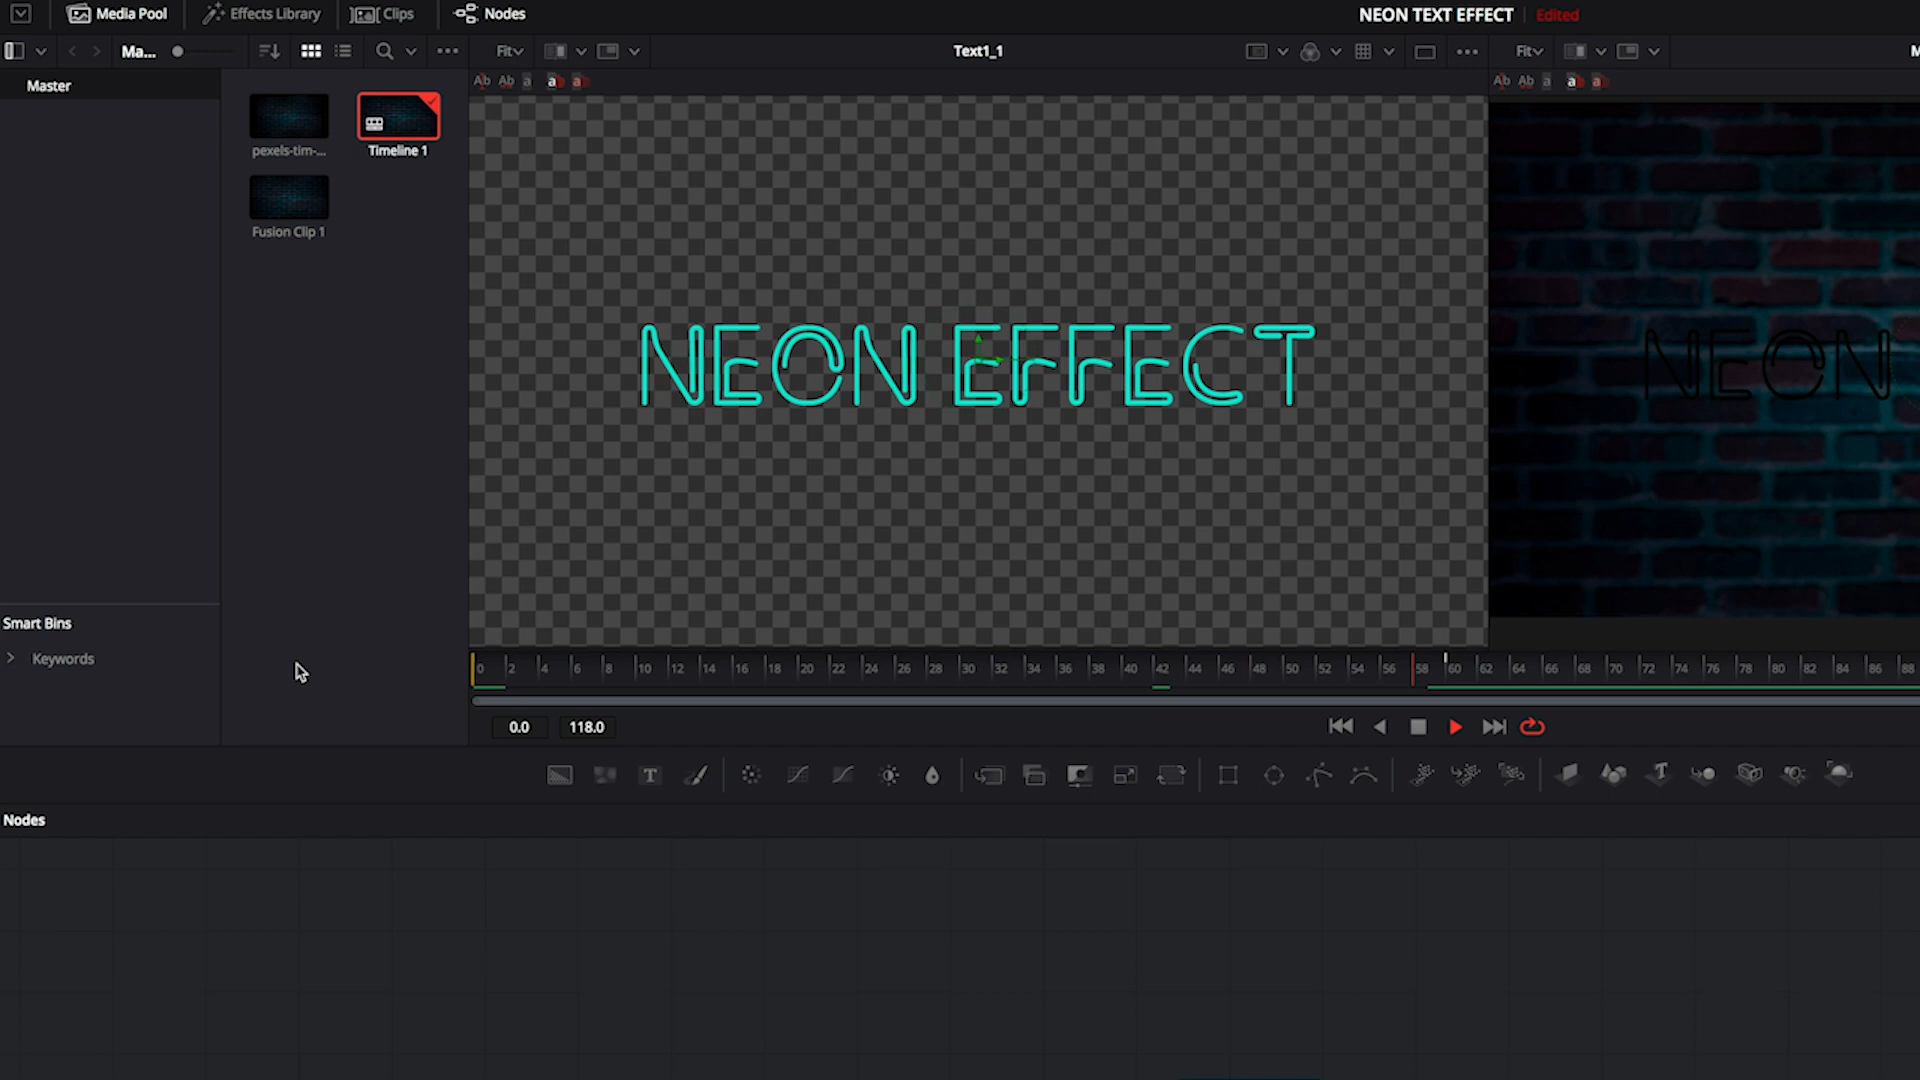 Media Pool Effects Library Clips Nodes NEON TEXT EFFECT Edited
Ma... Fit Text1_1 Fit
Ab Ab a a a Ab Ab a a a
Master
pexels-tim-... Timeline 1
Fusion Clip 1
NEON EFFECT
NEON
Smart Bins
Keywords
0 2 4 6 8 10 12 14 16 18 20 22 24 26 28 30 32 34 36 38 40 42 44 46 48 50 52 54 56 58 60 62 64 66 68 70 72 74 76 78 80 82 84 86 88
0.0 118.0
T T
Nodes